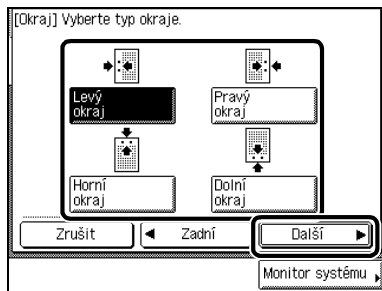 [Okraj] Vyberte typ okraje.
Levý
okraj
Pravý
okraj
Horní
okraj
Dolní
okraj
Zrušit
Zadní
Další
Monitor systému